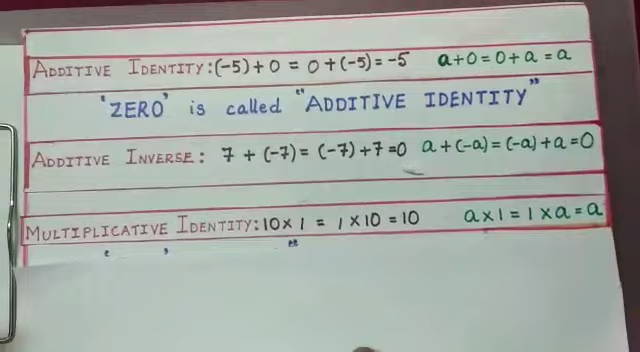 ADDITIVE IDENTITY:(-5)+0 = 0+(-5)=-5 a+0=0+a=a
'ZERO' is called "ADDITIVE IDENTITY"
ADDITIVE INVERSE: 7+(-7)=(-7)+7=0 a+(-a)=(-a)+a=0
MULTIPLICATIVE IDENTITY:10×1 = 1×10=10 a×1=1×a=a